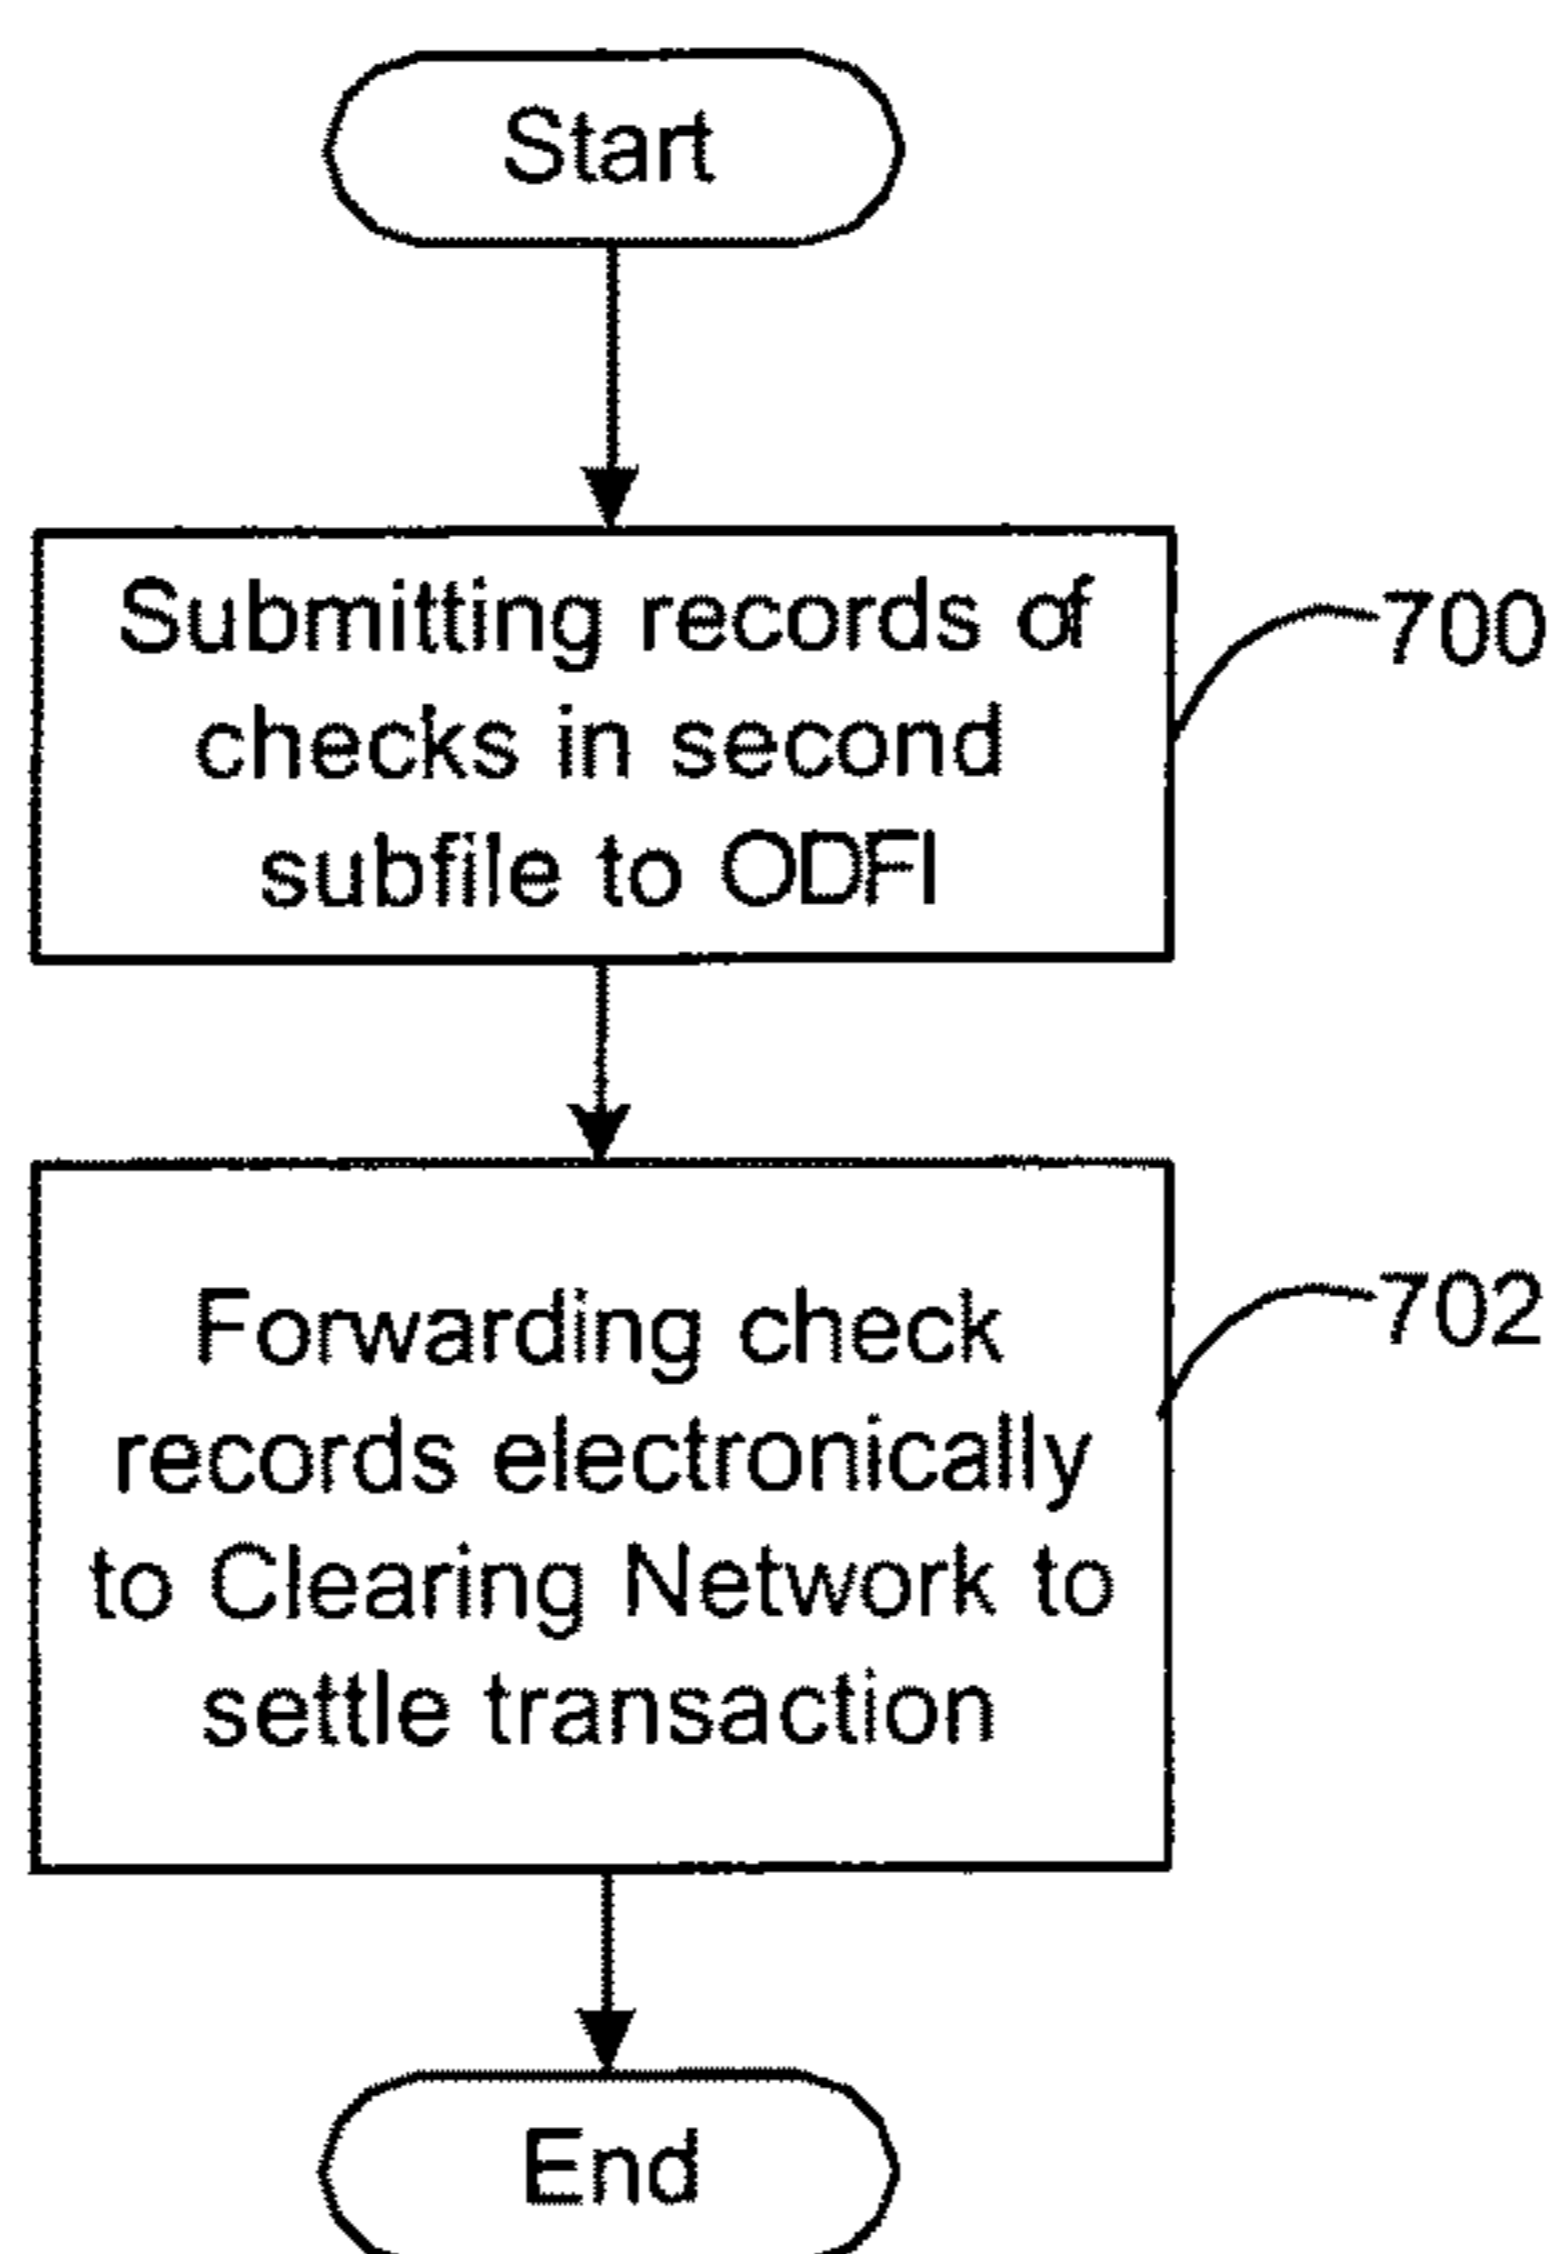 Start
Submitting records of
checks in second
subfile to ODFI
700
Forwarding check
records electronically
to Clearing Network to
settle transaction
702
End